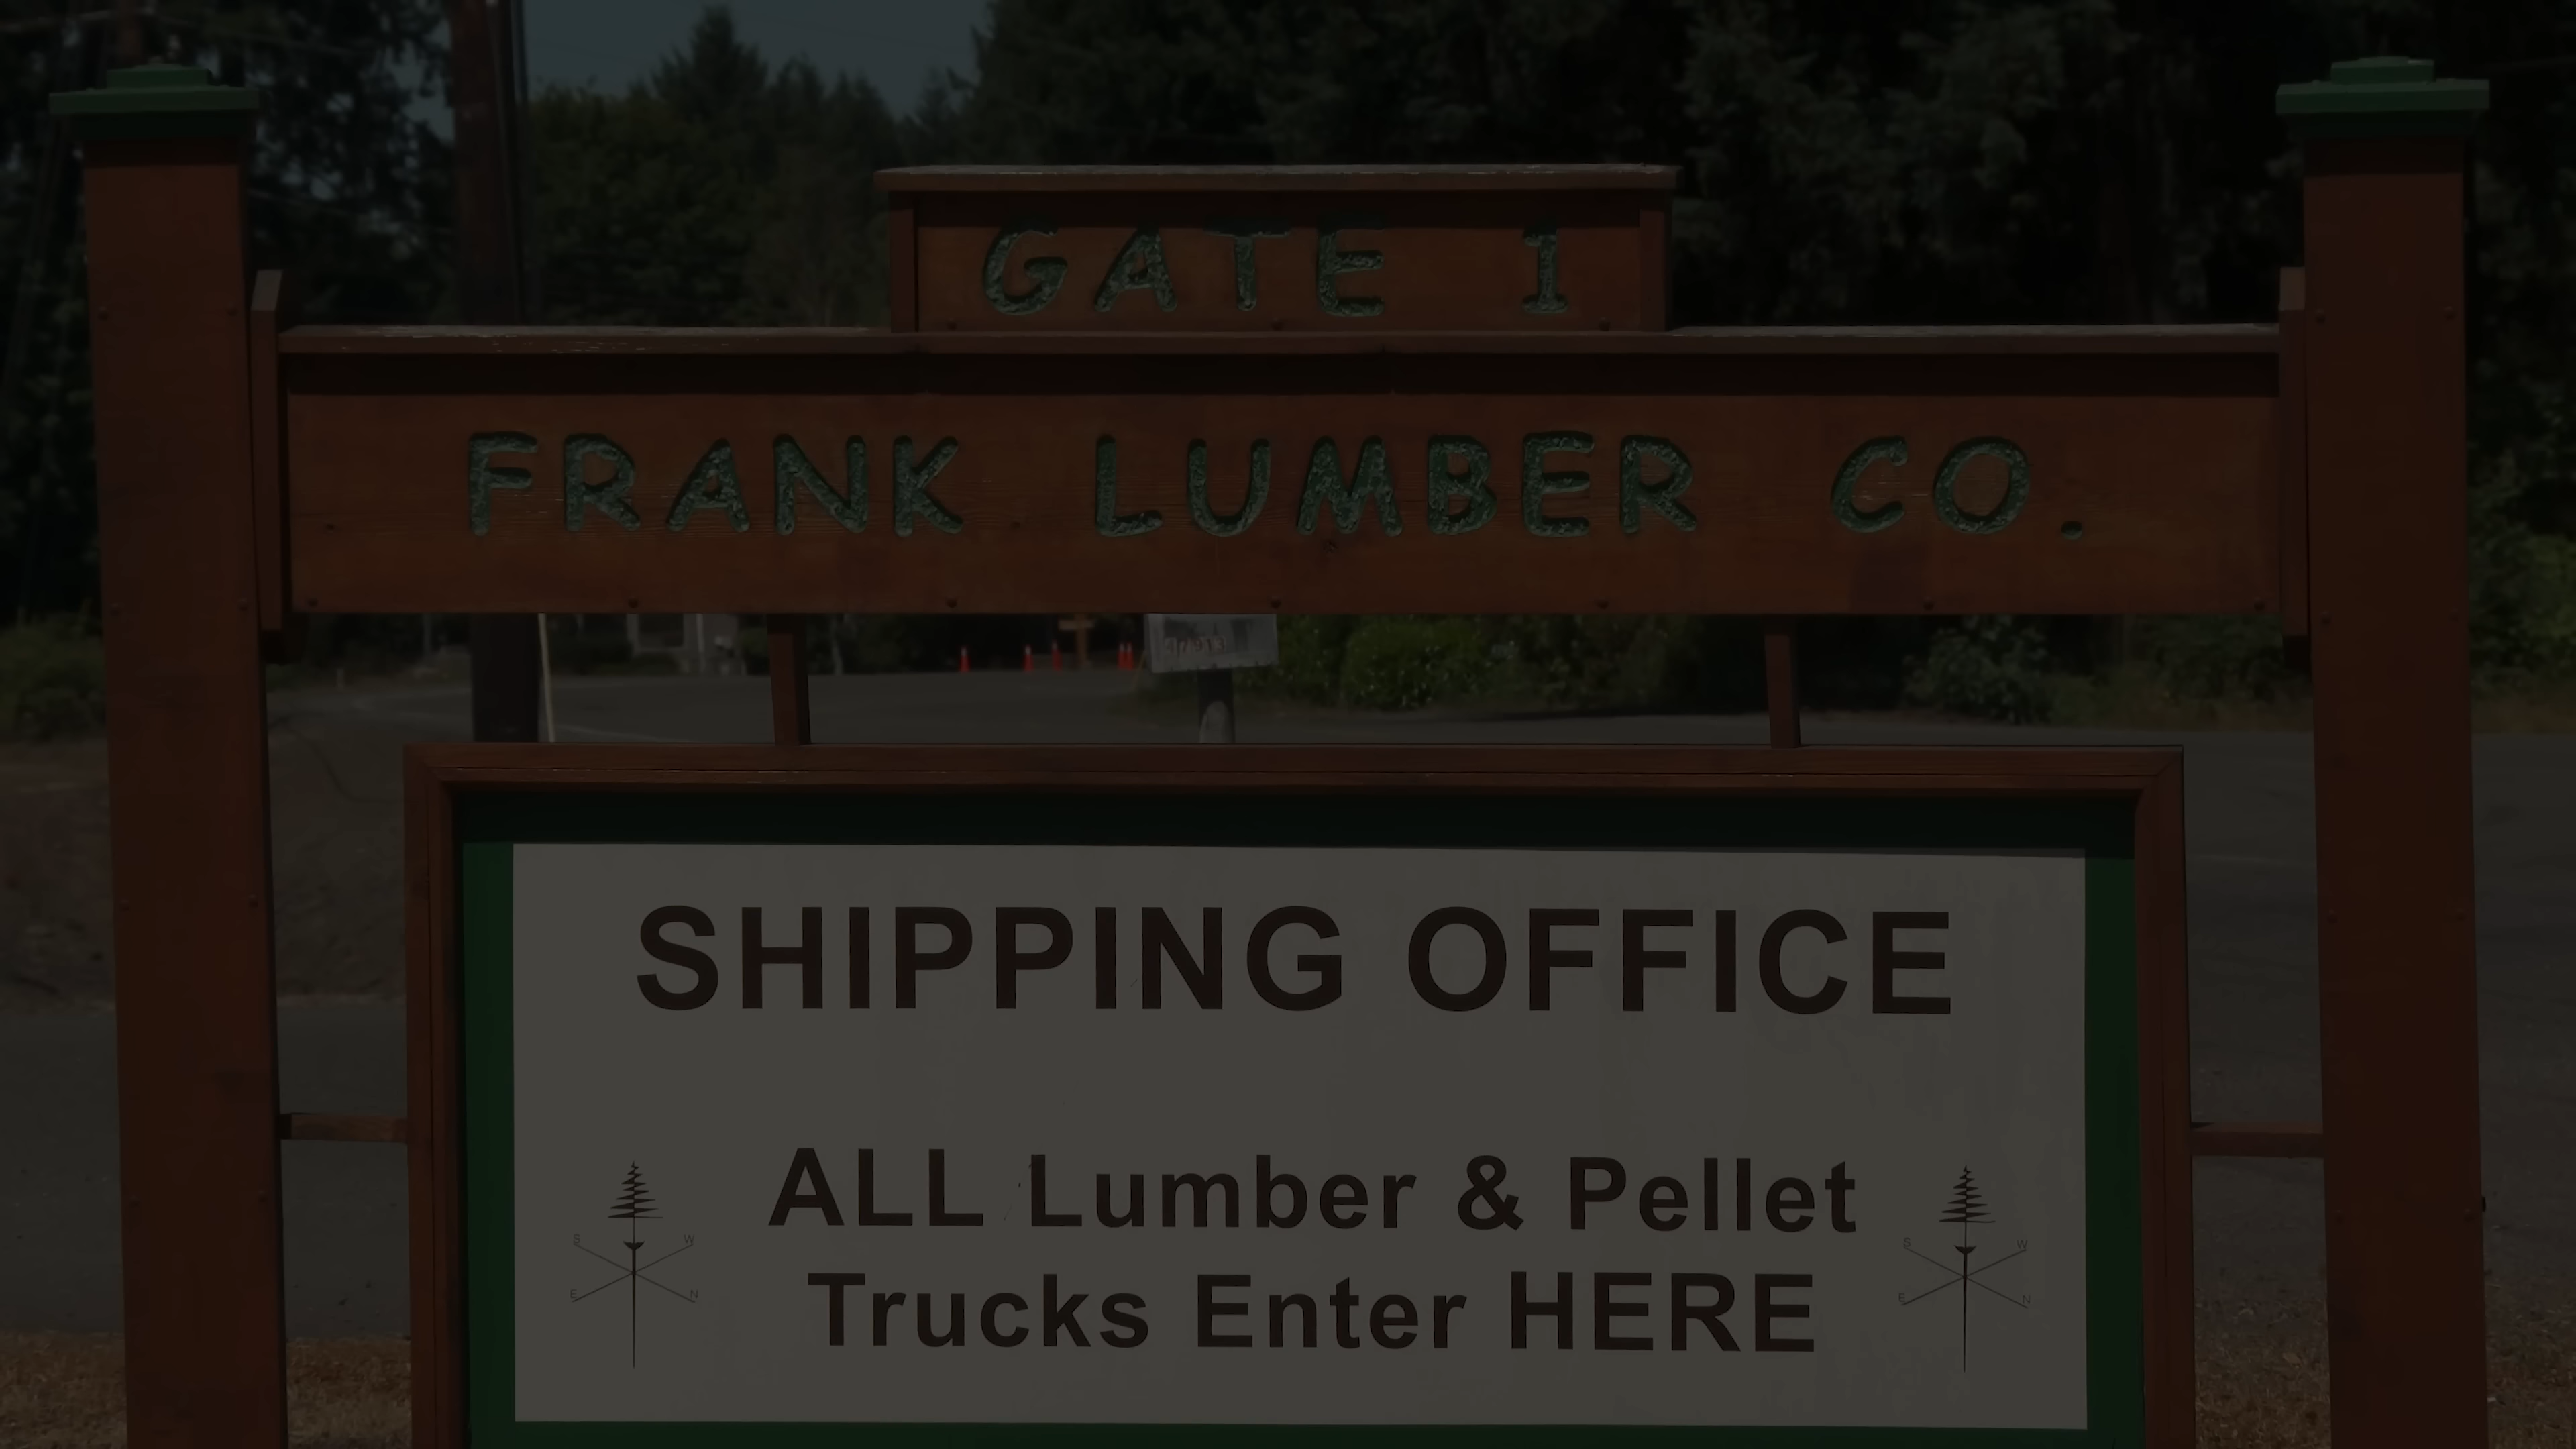 GATE 1
FRANK LUMBER CO.
SHIPPING OFFICE
ALL Lumber & Pellet
Trucks Enter HERE
S W
E N
S W
E N